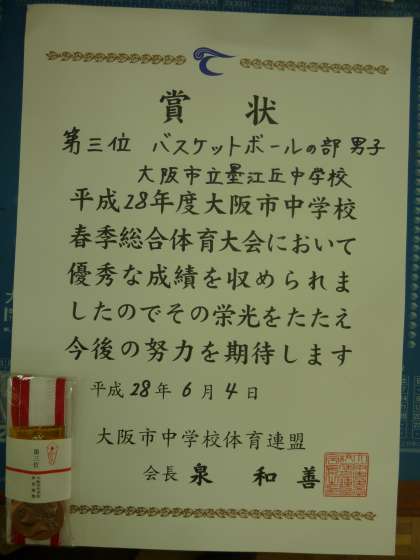 賞 状
第三位 バスケットボールの部 男子
大阪市立墨江丘中学校
平成28年度大阪市中学校
春季総合体育大会において
優秀な成績を収められま
したのでその栄光をたたえ
今後の努力を期待します
平成 28 年 6 月 4 日
大阪市中学校体育連盟
会長 泉 和 善
第三位